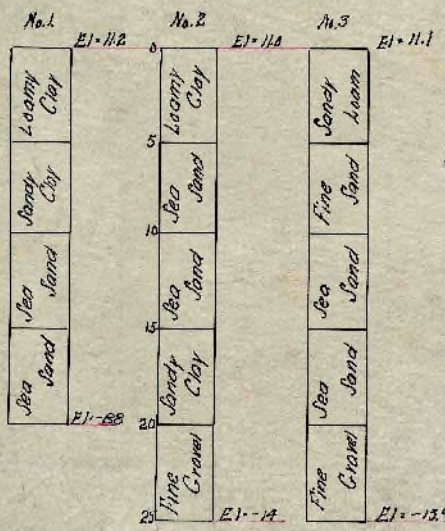 No. 1.
El = 11.2
Loamy Clay
Sandy Clay
Sea Sand
Sea Sand
El = -8.8
No. 2
0
El = 11.0
Loamy Clay
5
Sea Sand
10
Sea Sand
15
Sandy Clay
20
Fine Gravel
25
El = -14
No. 3
El = 11.1
Sandy Loam
Fine Sand
Sea Sand
Sea Sand
Fine Gravel
El = -13.9